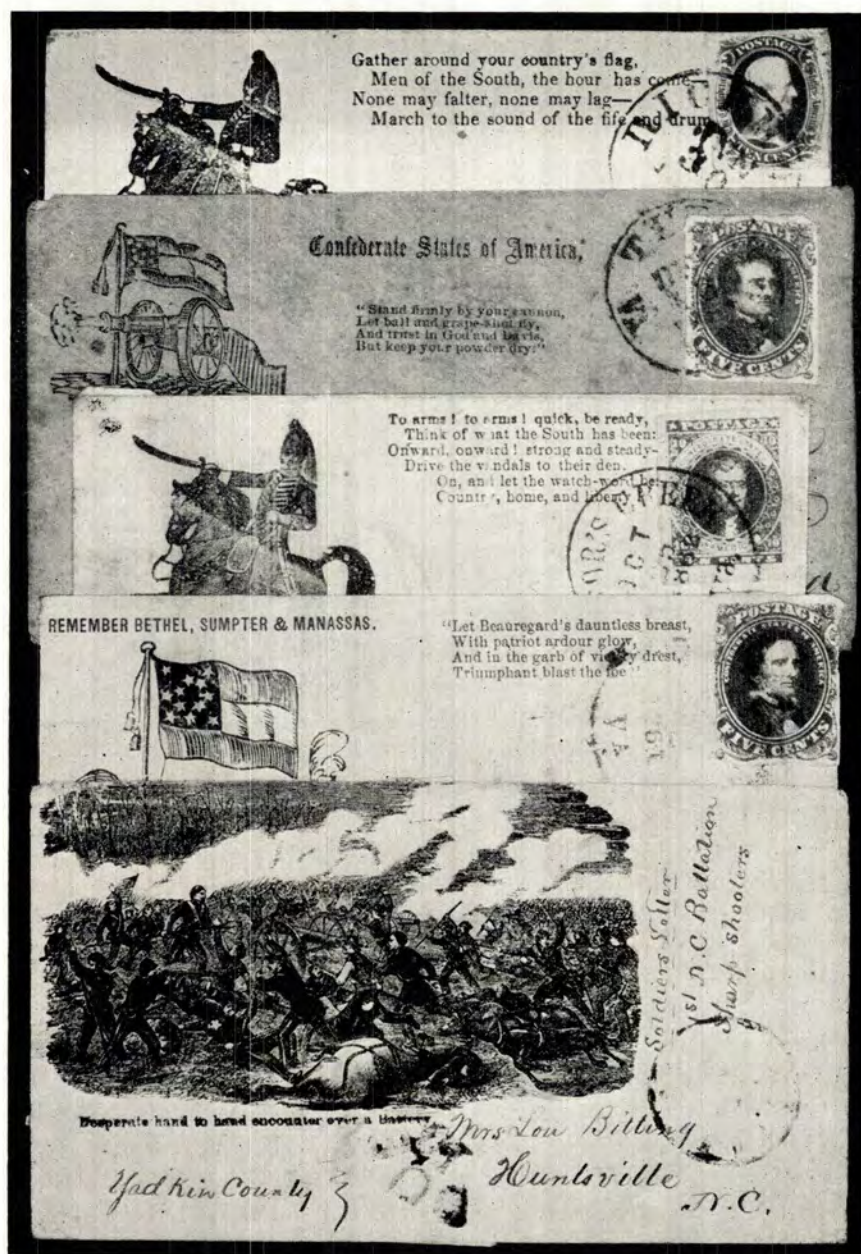 Gather around your country's flag,
Men of the South, the hour has come—
None may falter, none may lag—
March to the sound of the fife and drum
POSTAGE
RIC
Confederate States of America,
"Stand firmly by your cannon,
Let ball and grape-shot fly,
And trust in God and Davis,
But keep your powder dry."
FIVE CENTS
To arms! to arms! quick, be ready,
Think of what the South has been:
Onward, onward! strong and steady-
Drive the vandals to their den.
On, and let the watch-word be:
Country, home, and liberty!
POSTAGE
OCT
REMEMBER BETHEL, SUMPTER & MANASSAS.
"Let Beauregard's dauntless breast,
With patriot ardour glow,
And in the garb of victory drest,
Triumphant blast the foe"
VA
POSTAGE
FIVE CENTS
Soldiers Letter
1st N.C Battalion
Sharp Shooters
Desperate hand to hand encounter over a Battery
Mrs Lou Billing
Huntsville
N.C.
Yadkin County